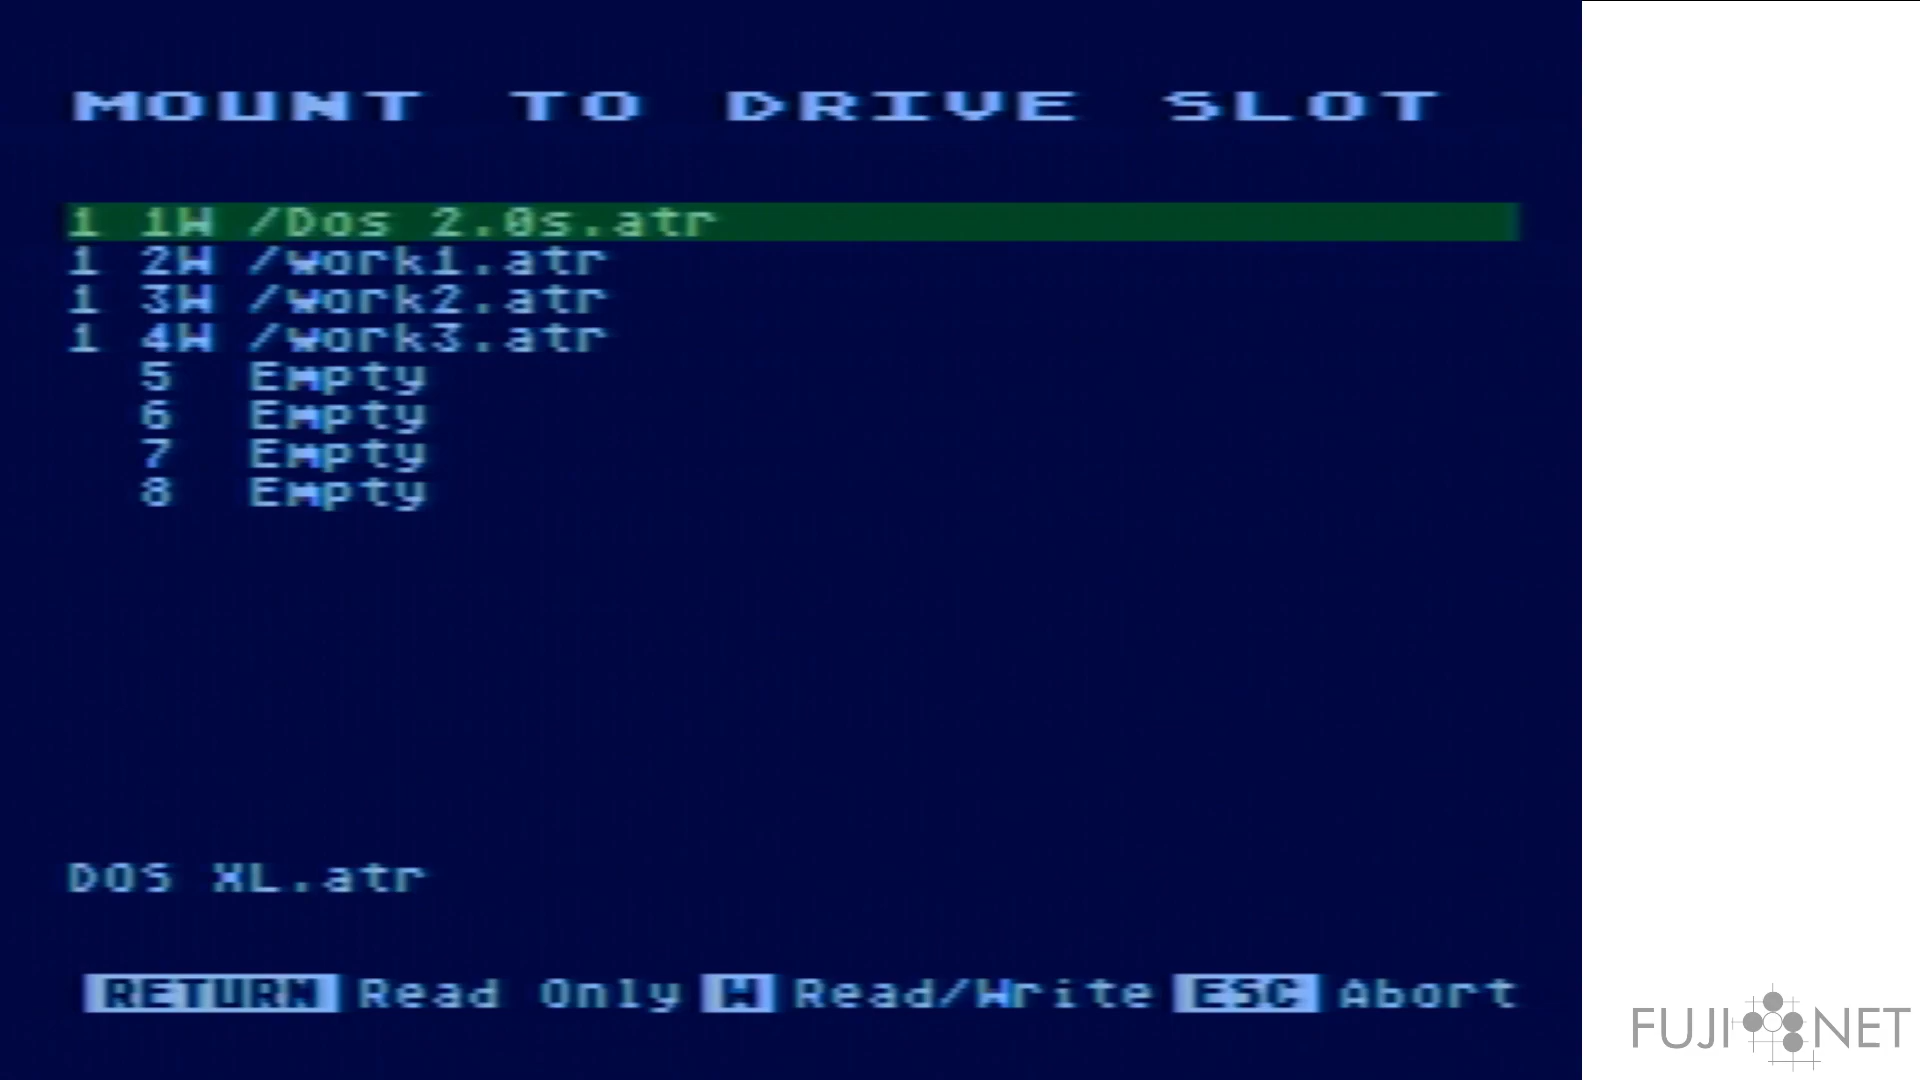 MOUNT TO DRIVE SLOT
1 1W /Dos 2.0s.atr
1 2W /work1.atr
1 3W /work2.atr
1 4W /work3.atr
5 Empty
6 Empty
7 Empty
8 Empty
DOS XL.atr
RETURN Read Only W Read/Write ESC Abort
FUJINET